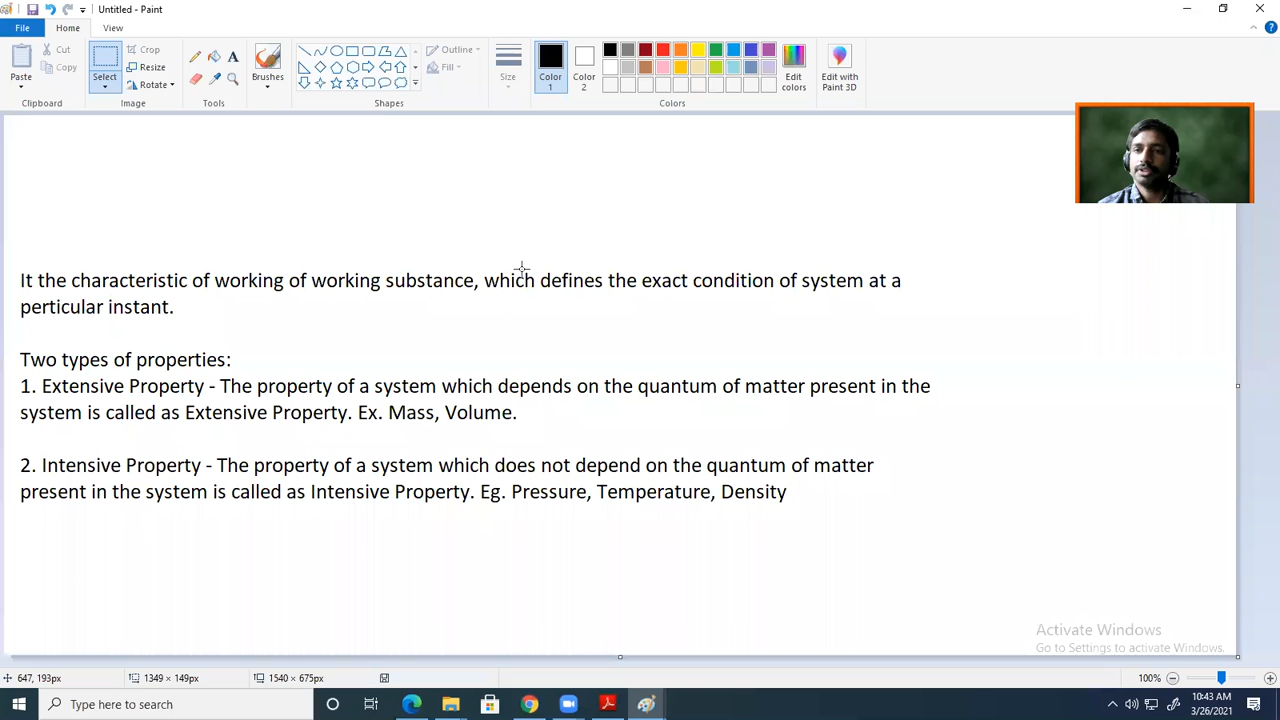 Untitled - Paint
File Home View
Paste
Cut
Copy
Clipboard
Select
Crop
Resize
Rotate
Image
Tools
Brushes
Shapes
Outline
Fill
Size
Color 1
Color 2
Colors
Edit colors
Edit with Paint 3D
It the characteristic of working of working substance, which defines the exact condition of system at a
perticular instant.
Two types of properties:
1. Extensive Property - The property of a system which depends on the quantum of matter present in the
system is called as Extensive Property. Ex. Mass, Volume.
2. Intensive Property - The property of a system which does not depend on the quantum of matter
present in the system is called as Intensive Property. Eg. Pressure, Temperature, Density
Activate Windows
Go to Settings to activate Windows.
647, 193px 1349 × 149px 1540 × 675px 100%
Type here to search
10:43 AM
3/26/2021